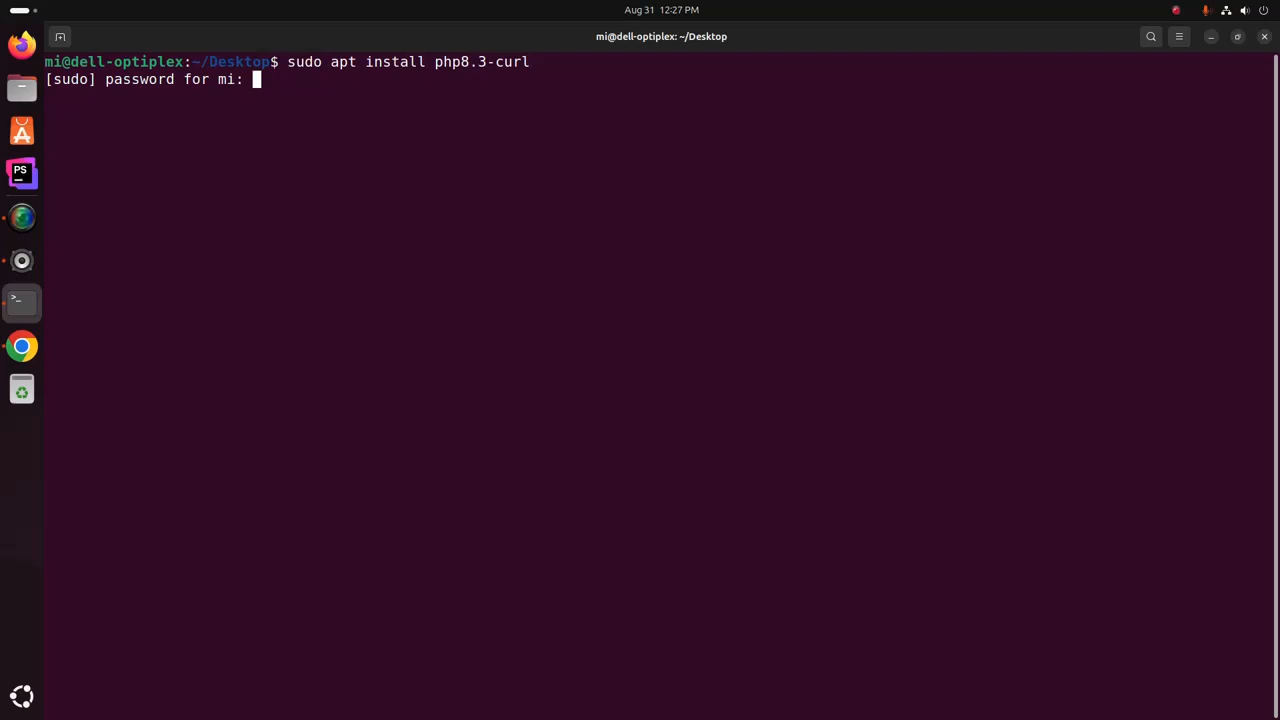 Aug 31 12:27 PM
mi@dell-optiplex: ~/Desktop
mi@dell-optiplex:~/Desktop$ sudo apt install php8.3-curl
[sudo] password for mi:
PS
>_